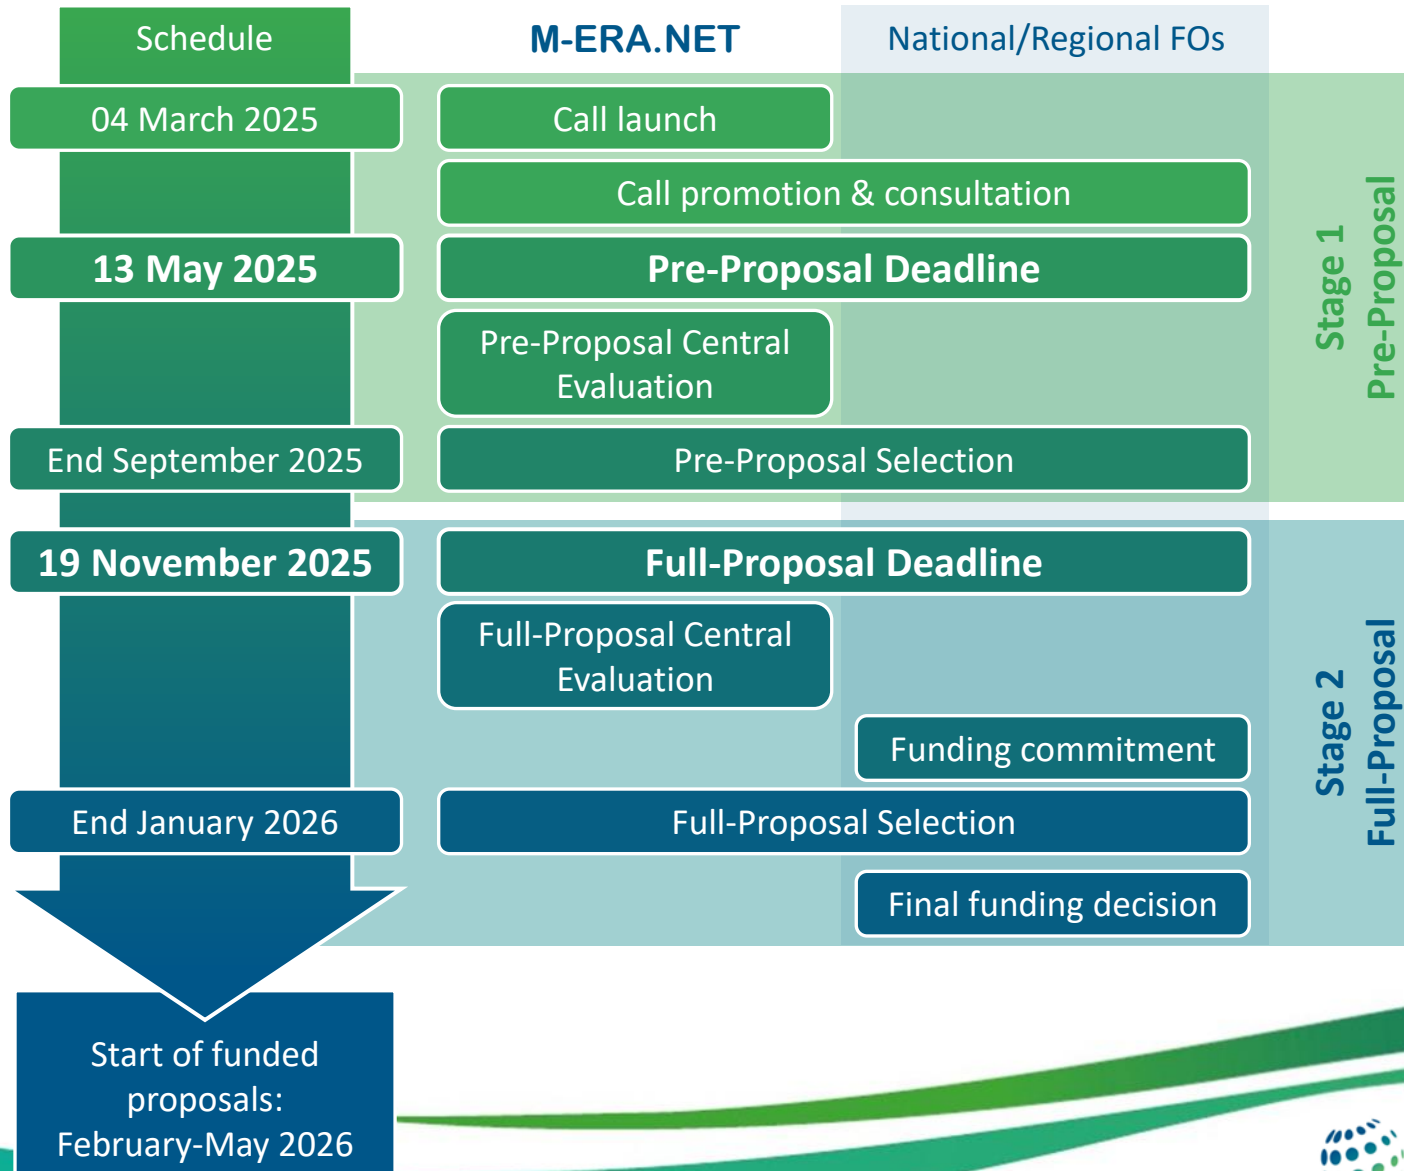 Schedule
M-ERA.NET
National/Regional FOs
04 March 2025
Call launch
Call promotion & consultation
13 May 2025
Pre-Proposal Deadline
Pre-Proposal Central
Evaluation
End September 2025
Pre-Proposal Selection
Stage 1
Pre-Proposal
19 November 2025
Full-Proposal Deadline
Full-Proposal Central
Evaluation
Funding commitment
End January 2026
Full-Proposal Selection
Final funding decision
Stage 2
Full-Proposal
Start of funded
proposals:
February-May 2026